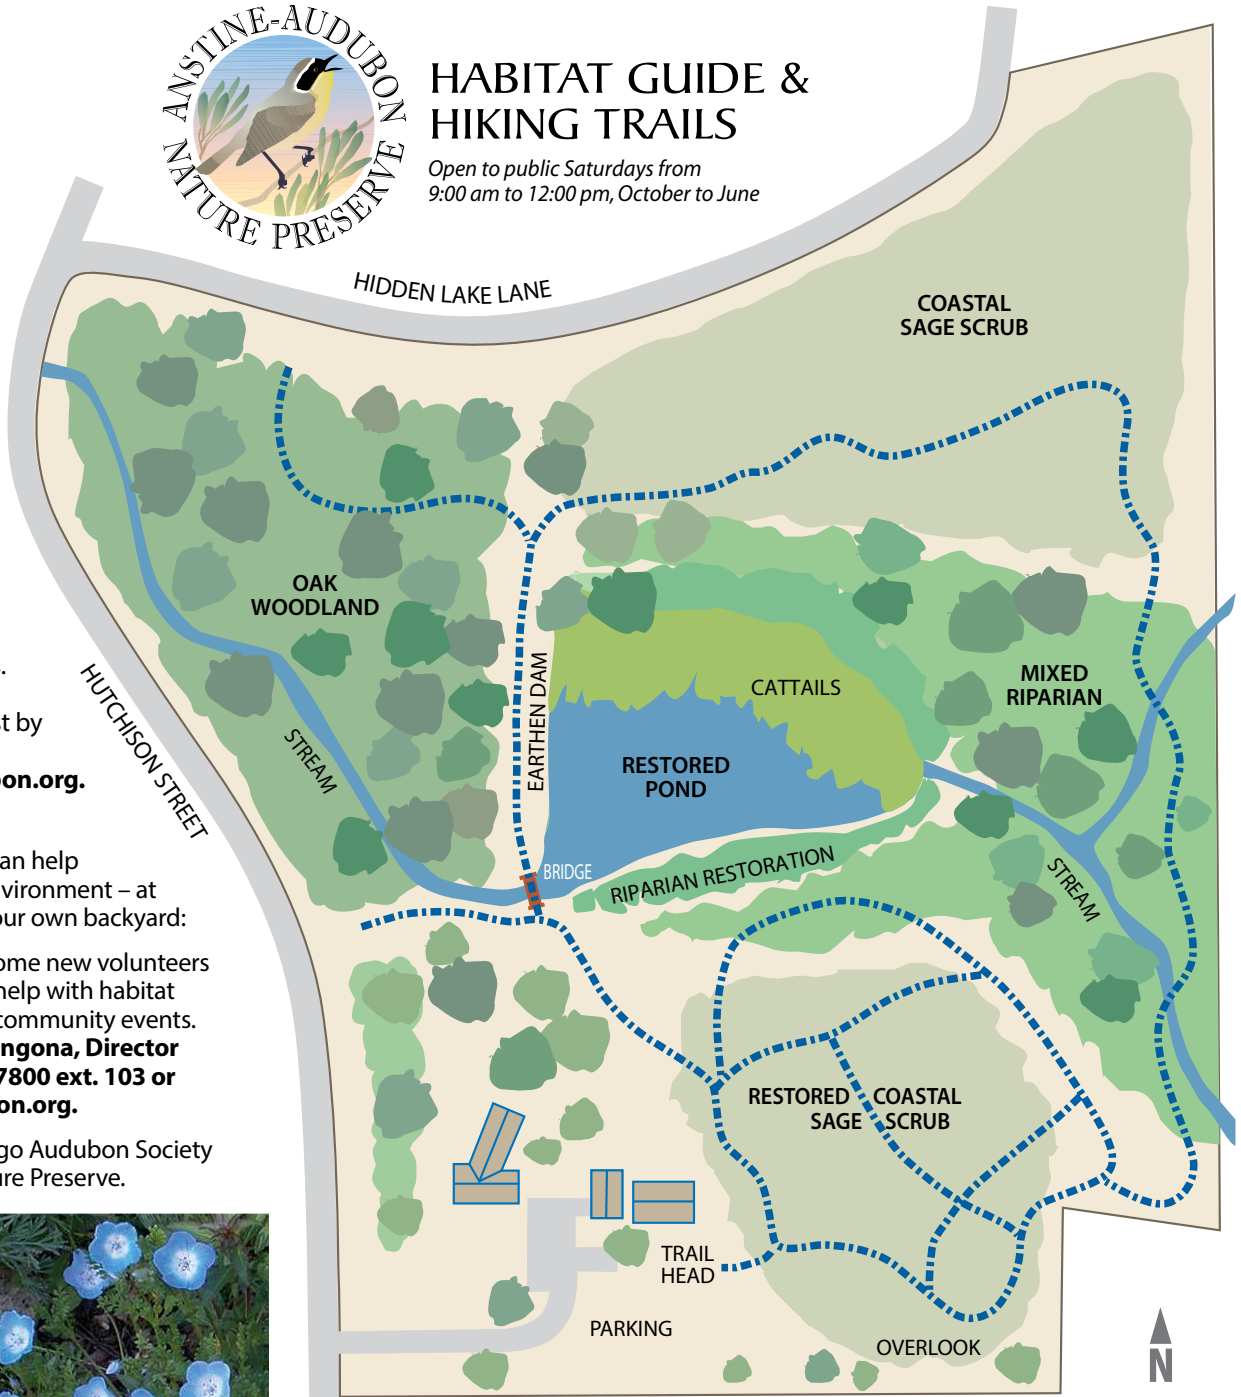 ANSTINE-AUDUBON
NATURE PRESERVE
HABITAT GUIDE &
HIKING TRAILS
Open to public Saturdays from
9:00 am to 12:00 pm, October to June
HIDDEN LAKE LANE
COASTAL
SAGE SCRUB
OAK
WOODLAND
HUTCHISON STREET
STREAM
EARTHEN DAM
CATTAILS
MIXED
RIPARIAN
RESTORED
POND
BRIDGE
RIPARIAN RESTORATION
STREAM
RESTORED COASTAL
SAGE SCRUB
TRAIL
HEAD
PARKING
OVERLOOK
N
st by
on.org.
an help
vironment – at
our own backyard:
ome new volunteers
help with habitat
community events.
ngona, Director
7800 ext. 103 or
on.org.
go Audubon Society
ure Preserve.